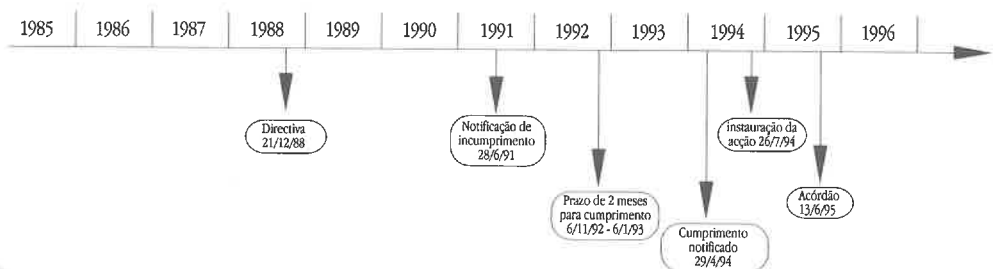 1985 1986 1987 1988 1989 1990 1991 1992 1993 1994 1995 1996
Directiva
21/12/88
Notificação de
incumprimento
28/6/91
Prazo de 2 meses
para cumprimento
6/11/92 - 6/1/93
Cumprimento
notificado
29/4/94
instauração da
acção 26/7/94
Acórdão
13/6/95